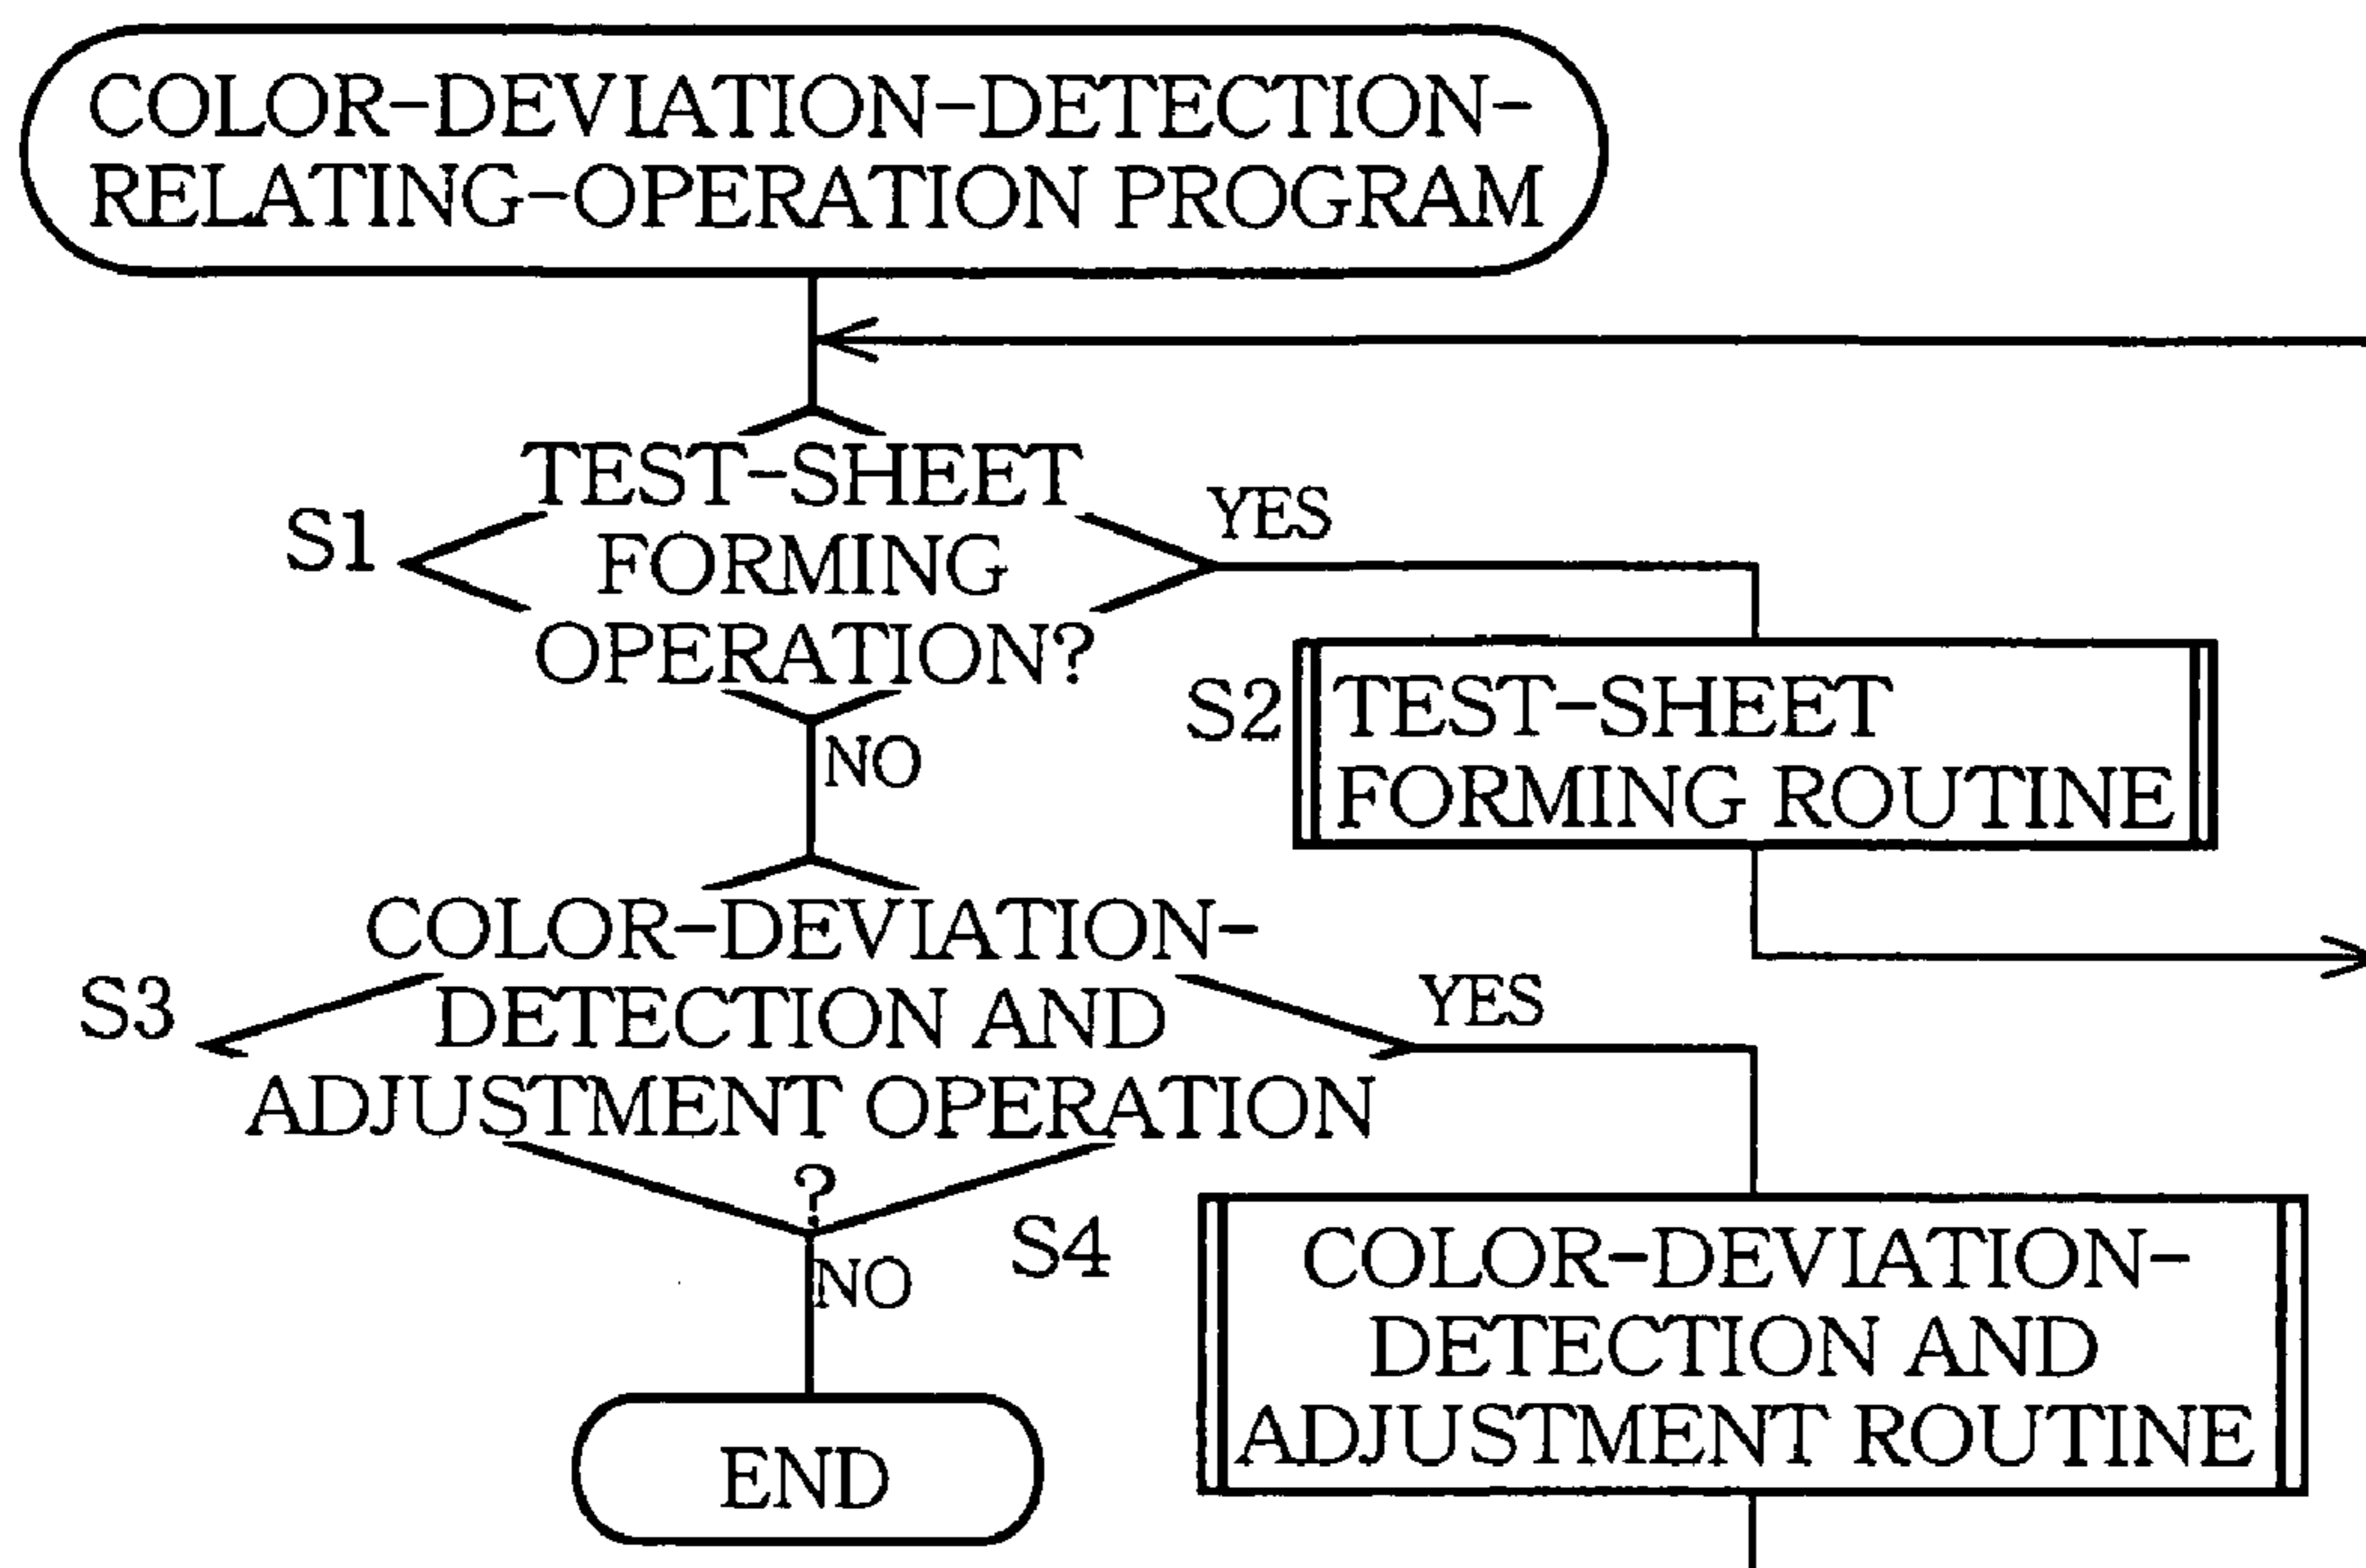 COLOR-DEVIATION-DETECTION-
RELATING-OPERATION PROGRAM
S1
TEST-SHEET
FORMING
OPERATION?
YES
NO
S2
TEST-SHEET
FORMING ROUTINE
S3
COLOR-DEVIATION-
DETECTION AND
ADJUSTMENT OPERATION
?
YES
NO
S4
COLOR-DEVIATION-
DETECTION AND
ADJUSTMENT ROUTINE
END